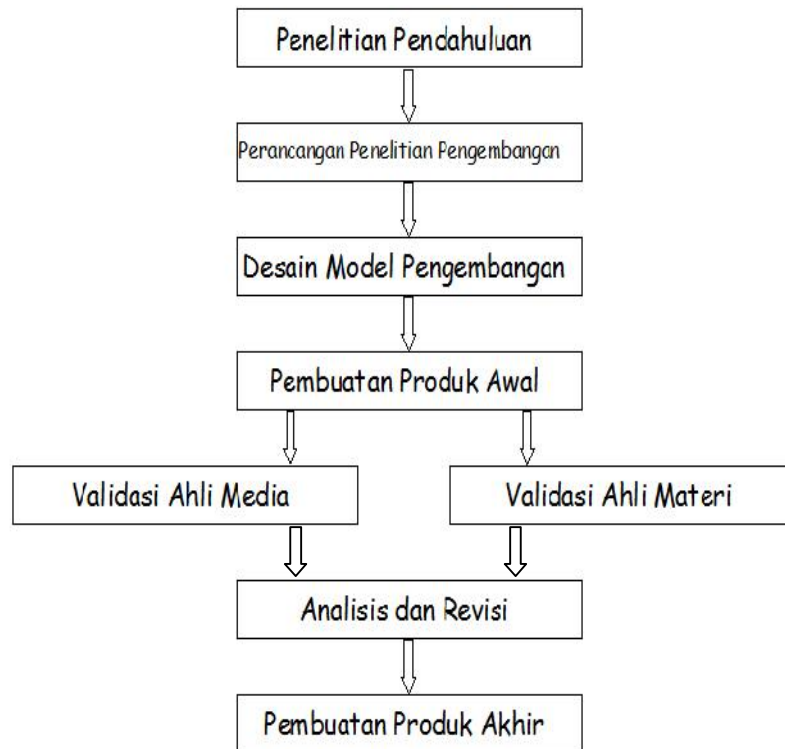 Penelitian Pendahuluan
Perancangan Penelitian Pengembangan
Desain Model Pengembangan
Pembuatan Produk Awal
Validasi Ahli Media
Validasi Ahli Materi
Analisis dan Revisi
Pembuatan Produk Akhir